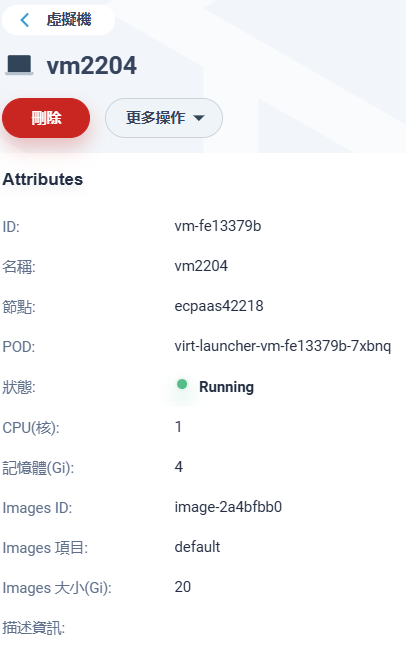 虛擬機
vm2204
刪除
更多操作
Attributes
ID: vm-fe13379b
名稱: vm2204
節點: ecpaas42218
POD: virt-launcher-vm-fe13379b-7xbnq
狀態: Running
CPU(核): 1
記憶體(Gi): 4
Images ID: image-2a4bfbb0
Images 項目: default
Images 大小(Gi): 20
描述資訊: